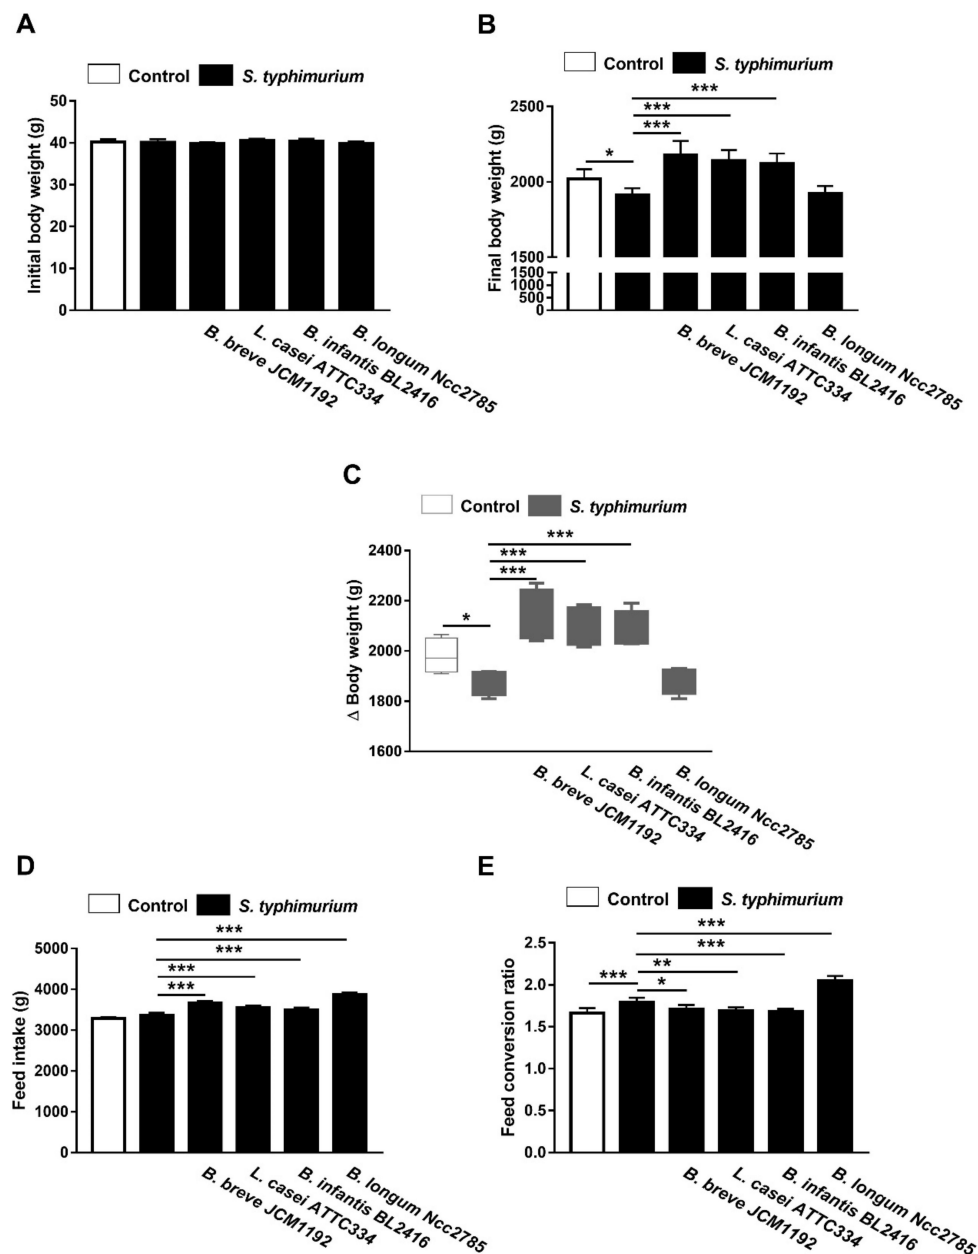 A
Control S. typhimurium
Initial body weight (g)
50
40
30
20
10
0
B. breve JCM1192
L. casei ATTC334
B. infantis BL2416
B. longum Ncc2785
B
Control S. typhimurium
Final body weight (g)
2500
2000
1500
1500
1000
500
0
*
***
***
***
B. breve JCM1192
L. casei ATTC334
B. infantis BL2416
B. longum Ncc2785
C
Control S. typhimurium
Δ Body weight (g)
2400
2200
2000
1800
1600
*
***
***
***
B. breve JCM1192
L. casei ATTC334
B. infantis BL2416
B. longum Ncc2785
D
Control S. typhimurium
Feed intake (g)
5000
4000
3000
2000
1000
0
***
***
***
***
B. breve JCM1192
L. casei ATTC334
B. infantis BL2416
B. longum Ncc2785
E
Control S. typhimurium
Feed conversion ratio
2.5
2.0
1.5
1.0
0.5
0.0
***
***
***
**
*
B. breve JCM1192
L. casei ATTC334
B. infantis BL2416
B. longum Ncc2785